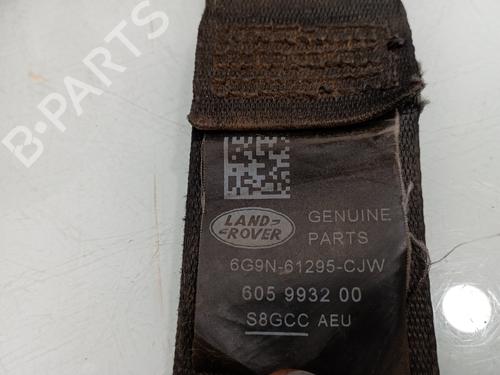 B-PARTS
LAND-
ROVER
GENUINE
PARTS
6G9N-61295-CJW
605 9932 00
S8GCC AEU